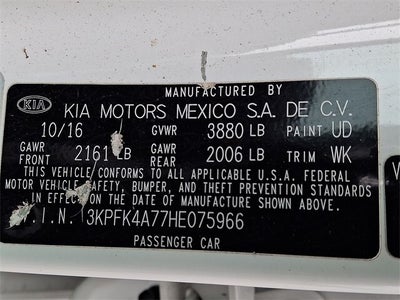 MANUFACTURED BY
KIA KIA MOTORS MEXICO S.A. DE C.V.
10/16 GVWR 3880 LB PAINT UD
GAWR FRONT 2161 LB GAWR REAR 2006 LB TRIM WK
THIS VEHICLE CONFORMS TO ALL APPLICABLE U.S.A. FEDERAL
MOTOR VEHICLE SAFETY, BUMPER, AND THEFT PREVENTION STANDARDS
IN EFFECT ON THE DATE OF MANUFACTURE SHOWN ABOVE.
.I.N. 3KPFK4A77HE075966
PASSENGER CAR
V